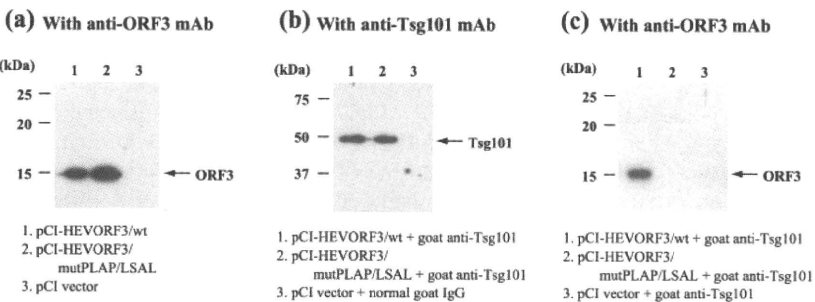 (a) With anti-ORF3 mAb
(kDa) 1 2 3
25
20
15
ORF3
1. pCI-HEVORF3/wt
2. pCI-HEVORF3/
mutPLAP/LSAL
3. pCI vector
(b) With anti-Tsg101 mAb
(kDa) 1 2 3
75
50
Tsg101
37
1. pCI-HEVORF3/wt + goat anti-Tsg101
2. pCI-HEVORF3/
mutPLAP/LSAL + goat anti-Tsg101
3. pCI vector + normal goat IgG
(c) With anti-ORF3 mAb
(kDa) 1 2 3
25
20
15
ORF3
1. pCI-HEVORF3/wt + goat anti-Tsg101
2. pCI-HEVORF3/
mutPLAP/LSAL + goat anti-Tsg101
3. pCI vector + goat anti-Tsg101